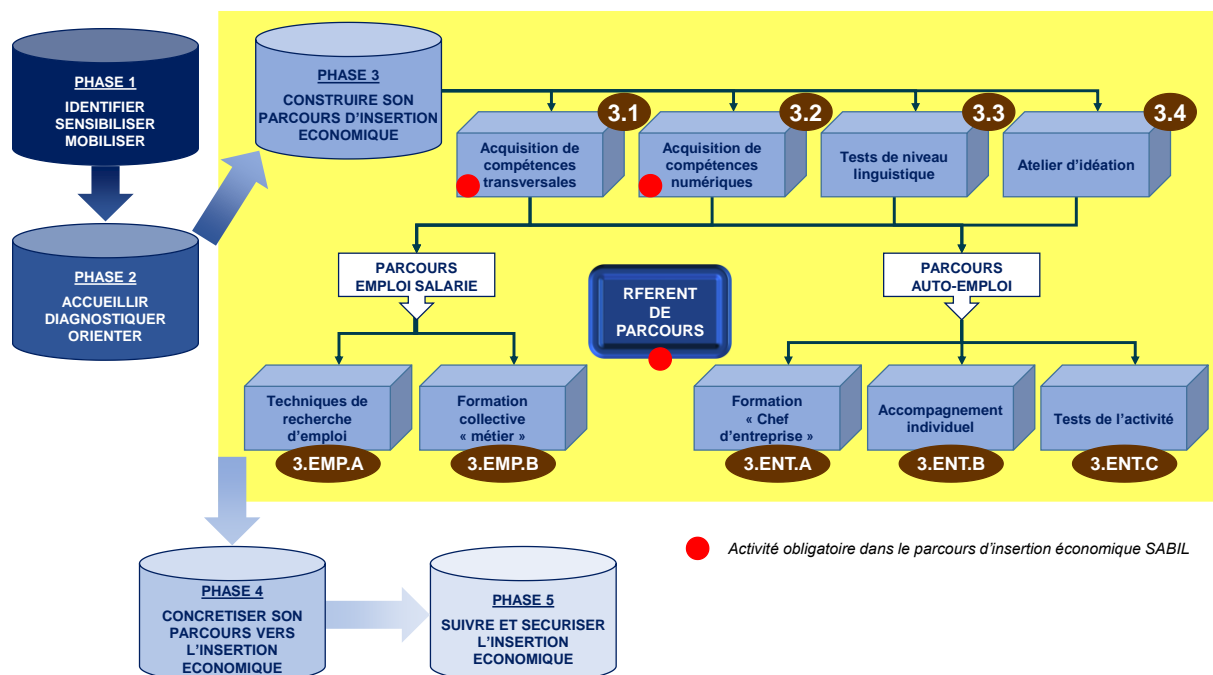 PHASE 1
IDENTIFIER
SENSIBILISER
MOBILISER
PHASE 2
ACCUEILLIR
DIAGNOSTIQUER
ORIENTER
PHASE 3
CONSTRUIRE SON
PARCOURS D'INSERTION
ECONOMIQUE
3.1
Acquisition de
compétences
transversales
3.2
Acquisition de
compétences
numériques
3.3
Tests de niveau
linguistique
3.4
Atelier d'idéation
PARCOURS
EMPLOI SALARIE
RFERENT
DE
PARCOURS
PARCOURS
AUTO-EMPLOI
Techniques de
recherche
d'emploi
3.EMP.A
Formation
collective
« métier »
3.EMP.B
Formation
« Chef
d'entreprise »
3.ENT.A
Accompagnement
individuel
3.ENT.B
Tests de l'activité
3.ENT.C
Activité obligatoire dans le parcours d'insertion économique SABIL
PHASE 4
CONCRETISER SON
PARCOURS VERS
L'INSERTION
ECONOMIQUE
PHASE 5
SUIVRE ET SECURISER
L'INSERTION
ECONOMIQUE